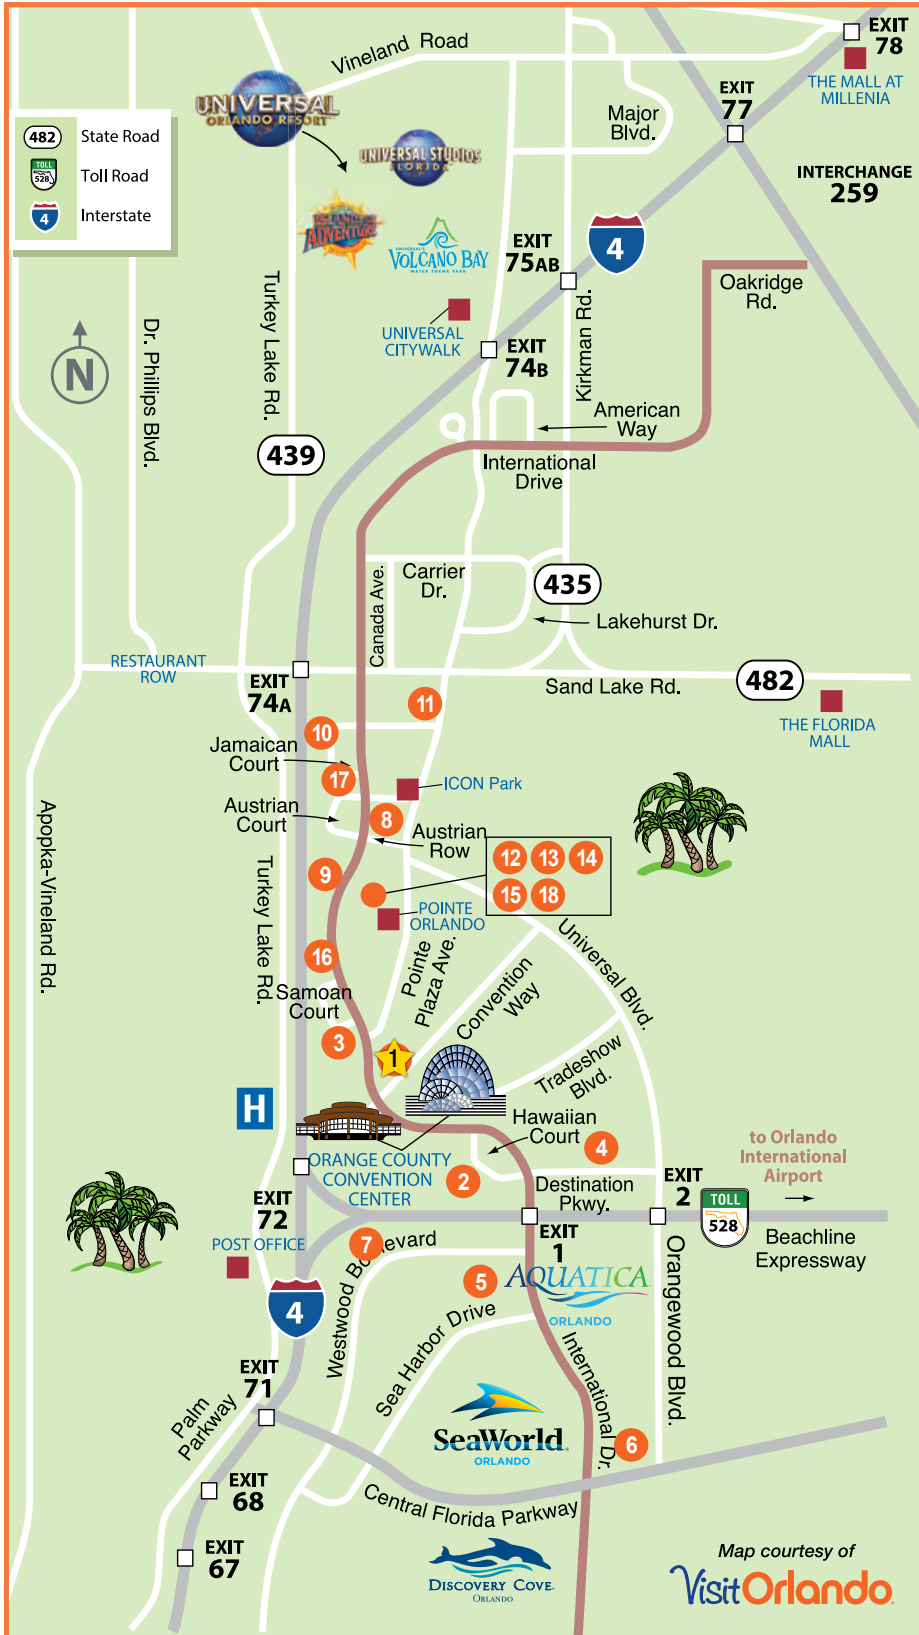 EXIT
78
THE MALL AT
MILLENIA
Vineland Road
EXIT
77
Major
Blvd.
UNIVERSAL
ORLANDO RESORT
482
State Road
TOLL
528
Toll Road
4
Interstate
UNIVERSAL STUDIOS
FLORIDA
INTERCHANGE
259
ISLANDS
ADVENTURE
UNIVERSAL'S
VOLCANO BAY
WATER THEME PARK
EXIT
75AB
4
Oakridge
Rd.
Turkey Lake Rd.
Dr. Phillips Blvd.
N
UNIVERSAL
CITYWALK
EXIT
74B
Kirkman Rd.
American
Way
439
International
Drive
Canada Ave.
Carrier
Dr.
435
Lakehurst Dr.
RESTAURANT
ROW
EXIT
74A
Sand Lake Rd.
482
THE FLORIDA
MALL
11
10
Jamaican
Court
17
ICON Park
Apopka-Vineland Rd.
Austrian
Court
8
Austrian
Row
12
13
14
15
18
Turkey Lake Rd.
9
POINTE
ORLANDO
Universal Blvd.
16
Pointe
Plaza Ave.
Convention
Way
Samoan
Court
3
1
Tradeshow
Blvd.
H
Hawaiian
Court
4
to Orlando
International
Airport
ORANGE COUNTY
CONVENTION
CENTER
2
Destination
Pkwy.
EXIT
2
TOLL
528
Beachline
Expressway
EXIT
72
POST OFFICE
7
Westwood Boulevard
EXIT
1
Orangewood Blvd.
5
AQUATICA
ORLANDO
4
Sea Harbor Drive
International Dr.
EXIT
71
Palm
Parkway
SeaWorld
ORLANDO
6
EXIT
68
Central Florida Parkway
EXIT
67
DISCOVERY COVE
ORLANDO
Map courtesy of
Visit Orlando